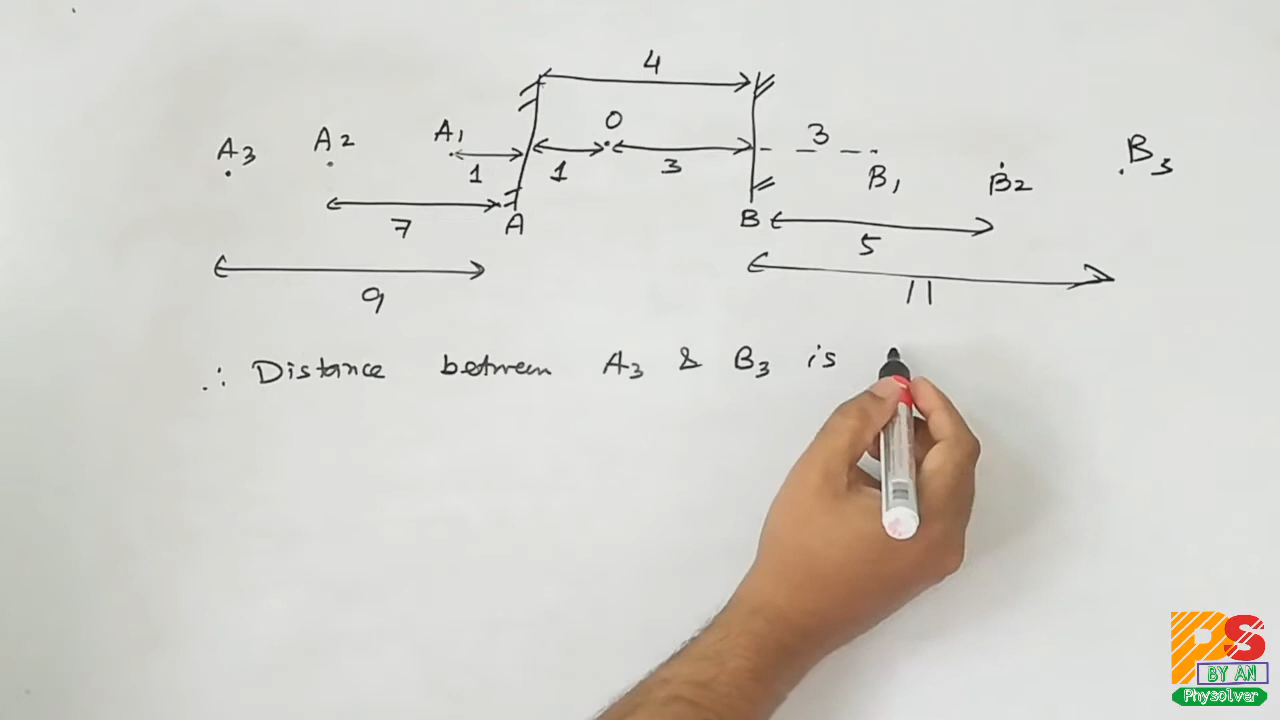 4
O
A3 A2 A1 1 1 3 3 B1 B2 B3
7 A B 5
9 11
∴ Distance between A3 & B3 is
PS
BY AN
Physolver